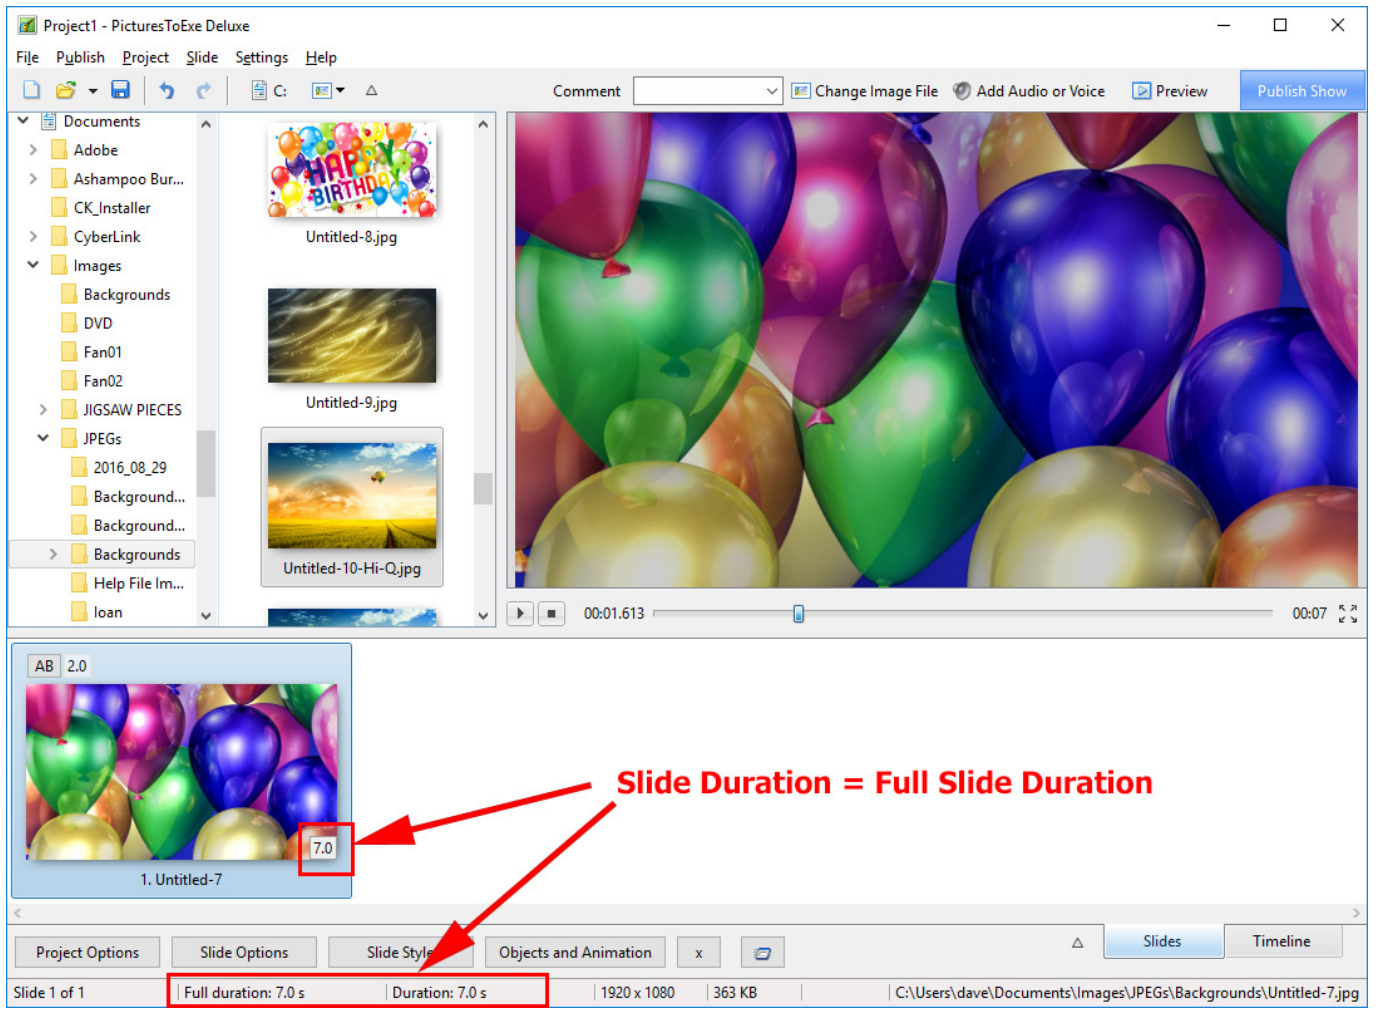 Project1 - PicturesToExe Deluxe
File Publish Project Slide Settings Help
C: Comment Change Image File Add Audio or Voice Preview Publish Show
Documents
Adobe
Ashampoo Bur...
CK_Installer
CyberLink
Images
Backgrounds
DVD
Fan01
Fan02
JIGSAW PIECES
JPEGs
2016_08_29
Background...
Background...
Backgrounds
Help File Im...
loan
HAPPY
BIRTHDAY
Untitled-8.jpg
Untitled-9.jpg
Untitled-10-Hi-Q.jpg
00:01.613 00:07
AB 2.0
7.0
1. Untitled-7
Slide Duration = Full Slide Duration
Project Options Slide Options Slide Style Objects and Animation x Slides Timeline
Slide 1 of 1 Full duration: 7.0 s Duration: 7.0 s 1920 x 1080 363 KB C:\Users\dave\Documents\Images\JPEGs\Backgrounds\Untitled-7.jpg